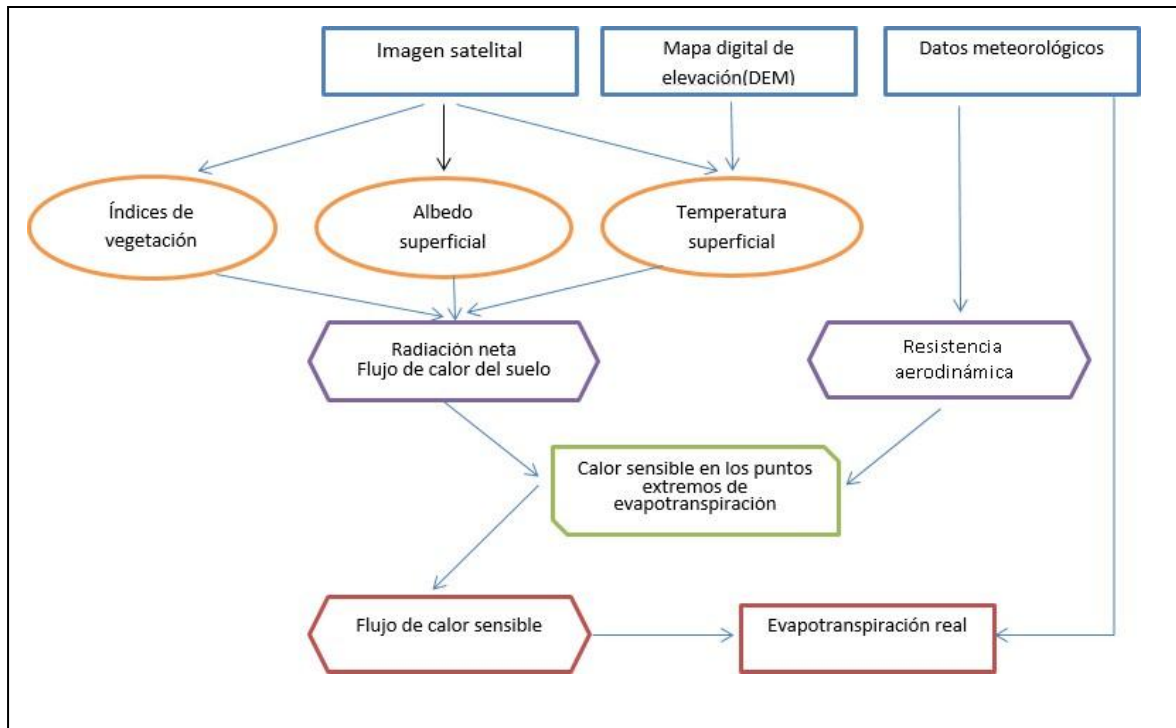 Imagen satelital
Mapa digital de
elevación(DEM)
Datos meteorológicos
Índices de
vegetación
Albedo
superficial
Temperatura
superficial
Radiación neta
Flujo de calor del suelo
Resistencia
aerodinámica
Calor sensible en los puntos
extremos de
evapotranspiración
Flujo de calor sensible
Evapotranspiración real